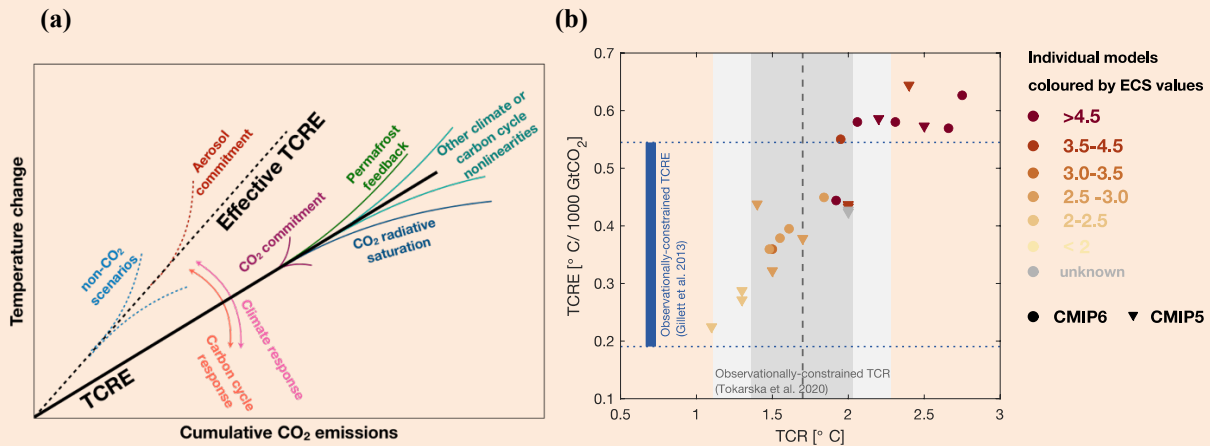 (a)
Temperature change
Cumulative CO2 emissions
TCRE
Effective TCRE
Aerosol
commitment
non-CO2
scenarios
CO2 commitment
Permafrost
feedback
Other climate or
carbon cycle
nonlinearities
CO2 radiative
saturation
Climate response
Carbon cycle
response
(b)
TCRE [° C/ 1000 GtCO2]
0.7
0.6
0.5
0.4
0.3
0.2
0.1
Observationally-constrained TCRE
(Gillett et al. 2013)
Observationally-constrained TCR
(Tokarska et al. 2020)
0.5 1 1.5 2 2.5 3
TCR [° C]
Individual models
coloured by ECS values
>4.5
3.5-4.5
3.0-3.5
2.5 -3.0
2-2.5
< 2
unknown
CMIP6 CMIP5